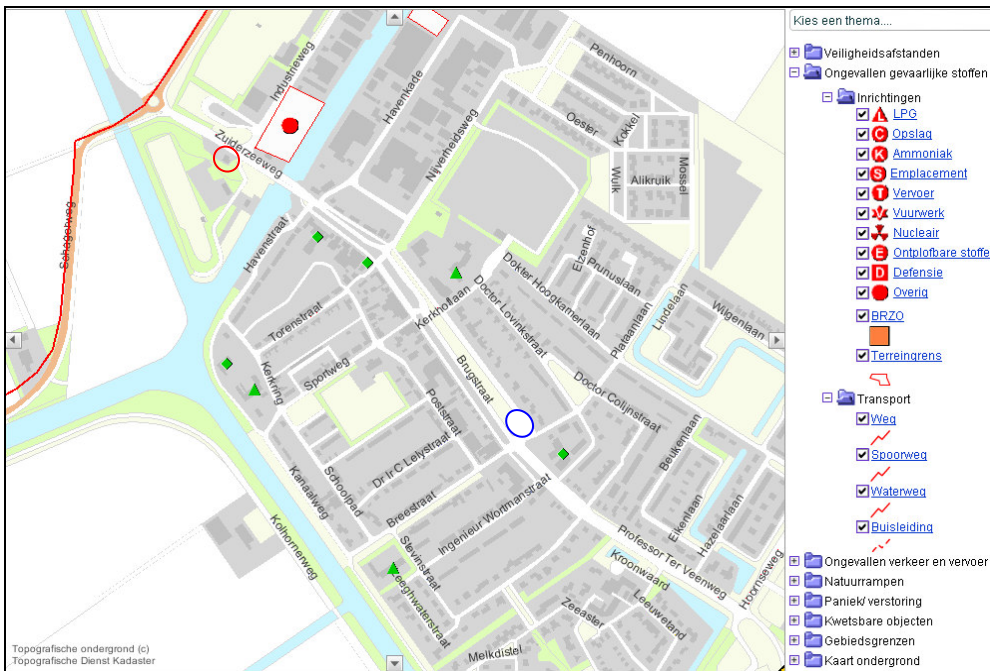 Kies een thema....
Veiligheidsafstanden
Ongevallen gevaarlijke stoffen
Inrichtingen
L LPG
C Opslag
K Ammoniak
S Emplacement
T Vervoer
Vuurwerk
Nucleair
E Ontplofbare stoffe
D Defensie
Overig
BRZO
Terreingrens
Transport
Weg
Spoorweg
Waterweg
Buisleiding
Ongevallen verkeer en vervoer
Natuurrampen
Paniek/verstoring
Kwetsbare objecten
Gebiedsgrenzen
Kaart ondergrond
Industrieweg
Havenkade
Penhoorn
Oester
Kokkel
Wulk
Alikruik
Mossel
Zuiderzeeweg
Nijverheidsweg
Schagerweg
Havenstraat
Elzenhof
Prunuslaan
Dokter Hoogkamerlaan
Lindelaan
Wilgenlaan
Kerkhoflaan
Doctor Lovinkstraat
Plataanlaan
Torenstraat
Sportweg
Kerkring
Brugstraat
Doctor Colijnstraat
Poststraat
Beukenlaan
Dr Ir C Lelystraat
Schoolpad
Kanaalweg
Breestraat
Ingenieur Wortmanstraat
Eikenlaan
Hazelaarlaan
Kolhornerweg
Stevinstraat
Leeghwaterstraat
Professor Ter Veenweg
Hoornseweg
Kroonwaard
Leeuweland
Zeeaster
Melkdistel
Topografische ondergrond (c)
Topografische Dienst Kadaster